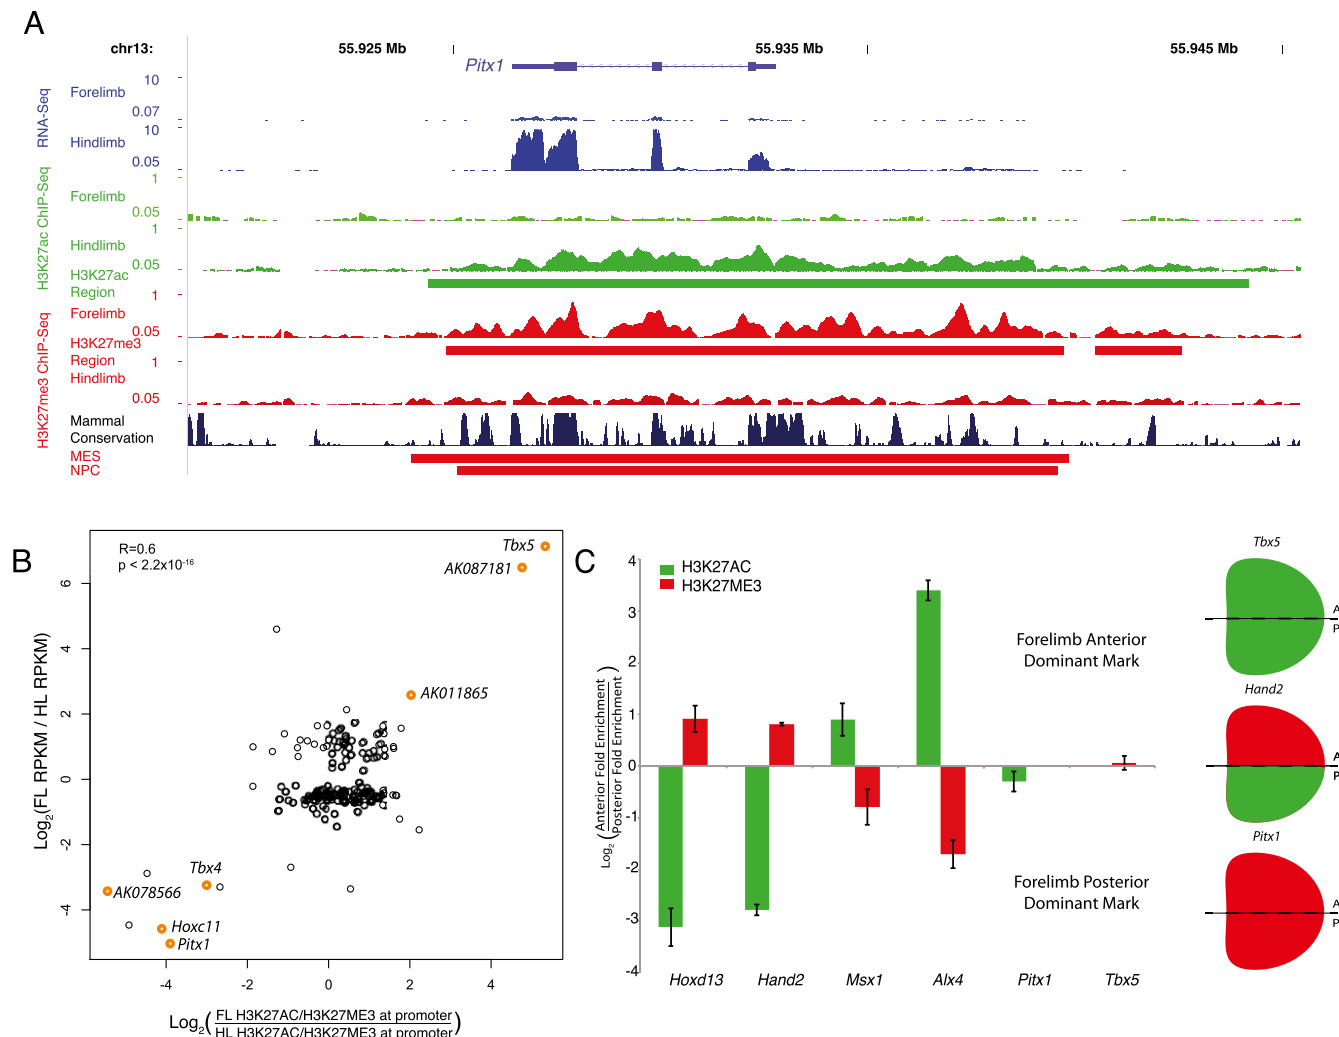 A
chr13:
55.925 Mb
55.935 Mb
55.945 Mb
Pitx1
RNA-Seq
10
Forelimb
0.07
10
Hindlimb
0.05
H3K27ac ChIP-Seq
1
Forelimb
0.05
1
Hindlimb
0.05
H3K27ac
Region
H3K27me3 ChIP-Seq
1
Forelimb
0.05
H3K27me3
Region
1
Hindlimb
0.05
Mammal
Conservation
MES
NPC
B
R=0.6
p < 2.2x10-16
Tbx5
AK087181
AK011865
Tbx4
AK078566
Hoxc11
Pitx1
6
4
2
0
-2
-4
Log2(FL RPKM / HL RPKM)
-4
-2
0
2
4
Log2( FL H3K27AC/H3K27ME3 at promoter )
HL H3K27AC/H3K27ME3 at promoter
C
H3K27AC
H3K27ME3
4
3
2
1
0
-1
-2
-3
-4
Log2 ( Anterior Fold Enrichment )
Posterior Fold Enrichment
Forelimb Anterior
Dominant Mark
Forelimb Posterior
Dominant Mark
Hoxd13
Hand2
Msx1
Alx4
Pitx1
Tbx5
Tbx5
A
P
Hand2
A
P
Pitx1
A
P